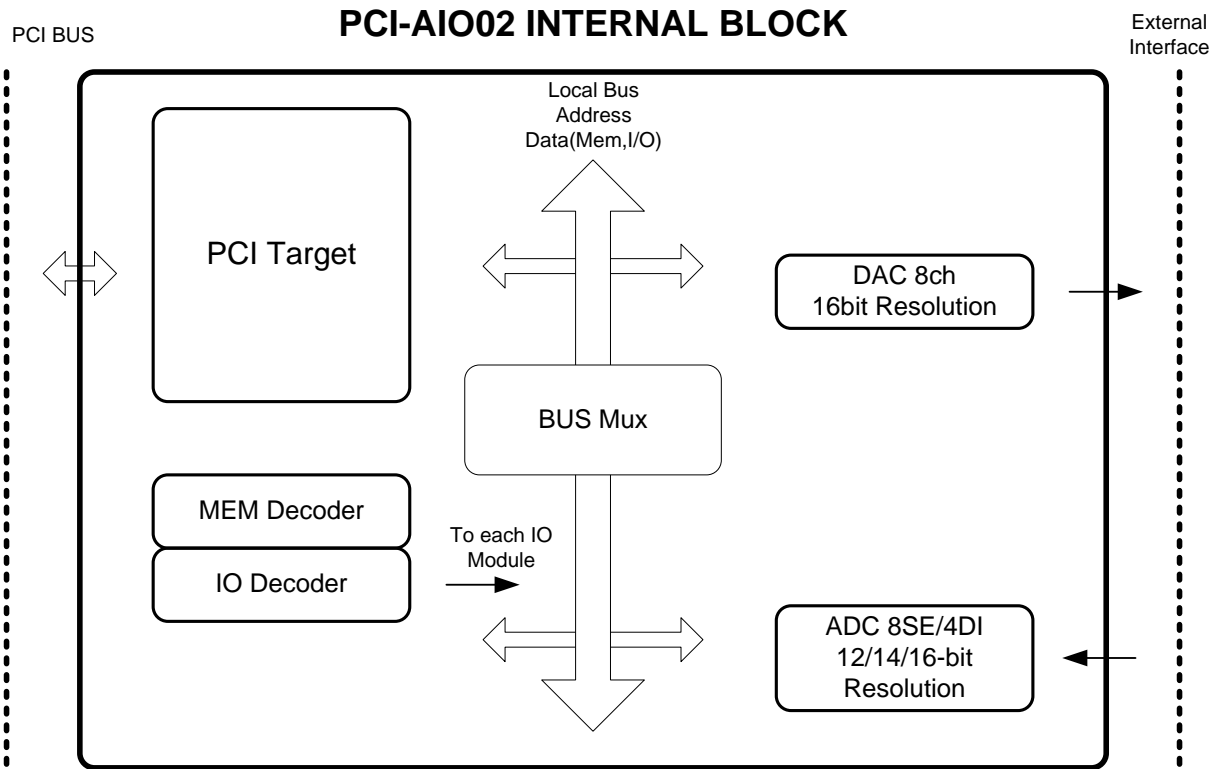 PCI-AIO02 INTERNAL BLOCK
PCI BUS
External
Interface
Local Bus
Address
Data(Mem,I/O)
PCI Target
DAC 8ch
16bit Resolution
BUS Mux
MEM Decoder
IO Decoder
To each IO
Module
ADC 8SE/4DI
12/14/16-bit
Resolution